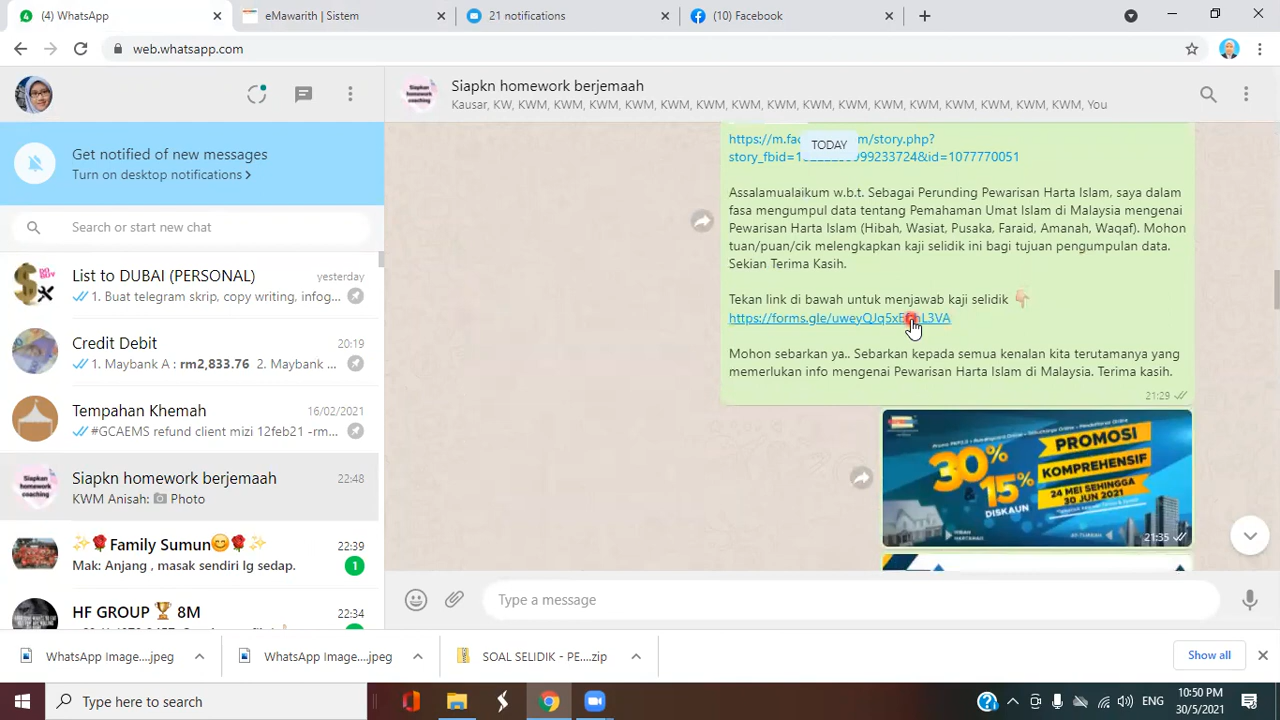 (4) WhatsApp
eMawarith | Sistem
21 notifications
(10) Facebook
web.whatsapp.com
Siapkn homework berjemaah
Kausar, KW, KWM, KWM, KWM, KWM, KWM, KWM, KWM, KWM, KWM, KWM, KWM, KWM, KWM, KWM, KWM, You
Get notified of new messages
Turn on desktop notifications >
Search or start new chat
List to DUBAI (PERSONAL)
yesterday
1. Buat telegram skrip, copy writing, infog...
Credit Debit
20:19
1. Maybank A : rm2,833.76 2. Maybank ...
Tempahan Khemah
16/02/2021
#GCAEMS refund client mizi 12feb21 -rm...
Siapkn homework berjemaah
22:48
KWM Anisah: Photo
Family Sumun
22:39
Mak: Anjang , masak sendiri lg sedap.
1
HF GROUP 8M
22:34
TODAY
story_fbid= 99233724&id=1077770051
Assalamualaikum w.b.t. Sebagai Perunding Pewarisan Harta Islam, saya dalam
fasa mengumpul data tentang Pemahaman Umat Islam di Malaysia mengenai
Pewarisan Harta Islam (Hibah, Wasiat, Pusaka, Faraid, Amanah, Waqaf). Mohon
tuan/puan/cik melengkapkan kaji selidik ini bagi tujuan pengumpulan data.
Sekian Terima Kasih.
Tekan link di bawah untuk menjawab kaji selidik
Mohon sebarkan ya.. Sebarkan kepada semua kenalan kita terutamanya yang
memerlukan info mengenai Pewarisan Harta Islam di Malaysia. Terima kasih.
21:29
PROMOSI
KOMPREHENSIF
30% & 15%
DISKAUN
24 MEI SEHINGGA
30 JUN 2021
21:35
Type a message
WhatsApp Image....jpeg
WhatsApp Image....jpeg
SOAL SELIDIK - PE....zip
Show all
Type here to search
ENG
10:50 PM
30/5/2021